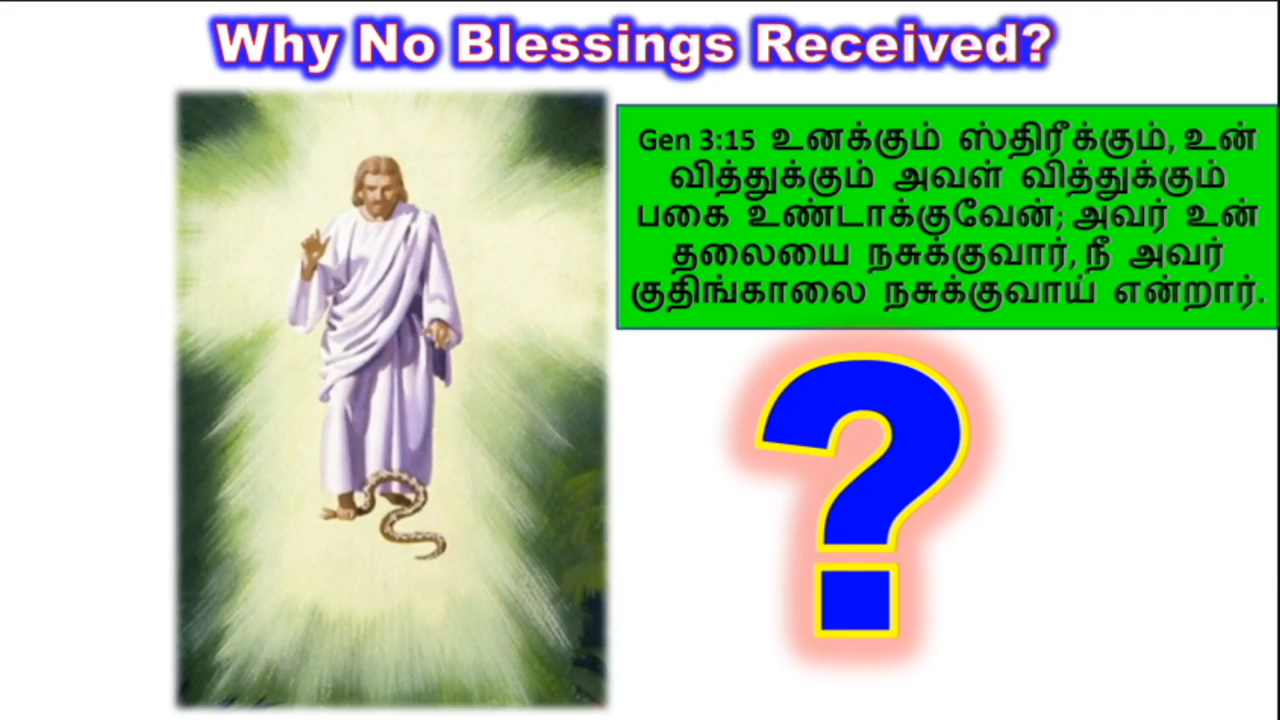 Why No Blessings Received?
Gen 3:15 உனக்கும் ஸ்திரீக்கும், உன்
வித்துக்கும் அவள் வித்துக்கும்
பகை உண்டாக்குவேன்; அவர் உன்
தலையை நசுக்குவார், நீ அவர்
குதிங்காலை நசுக்குவாய் என்றார்.
?